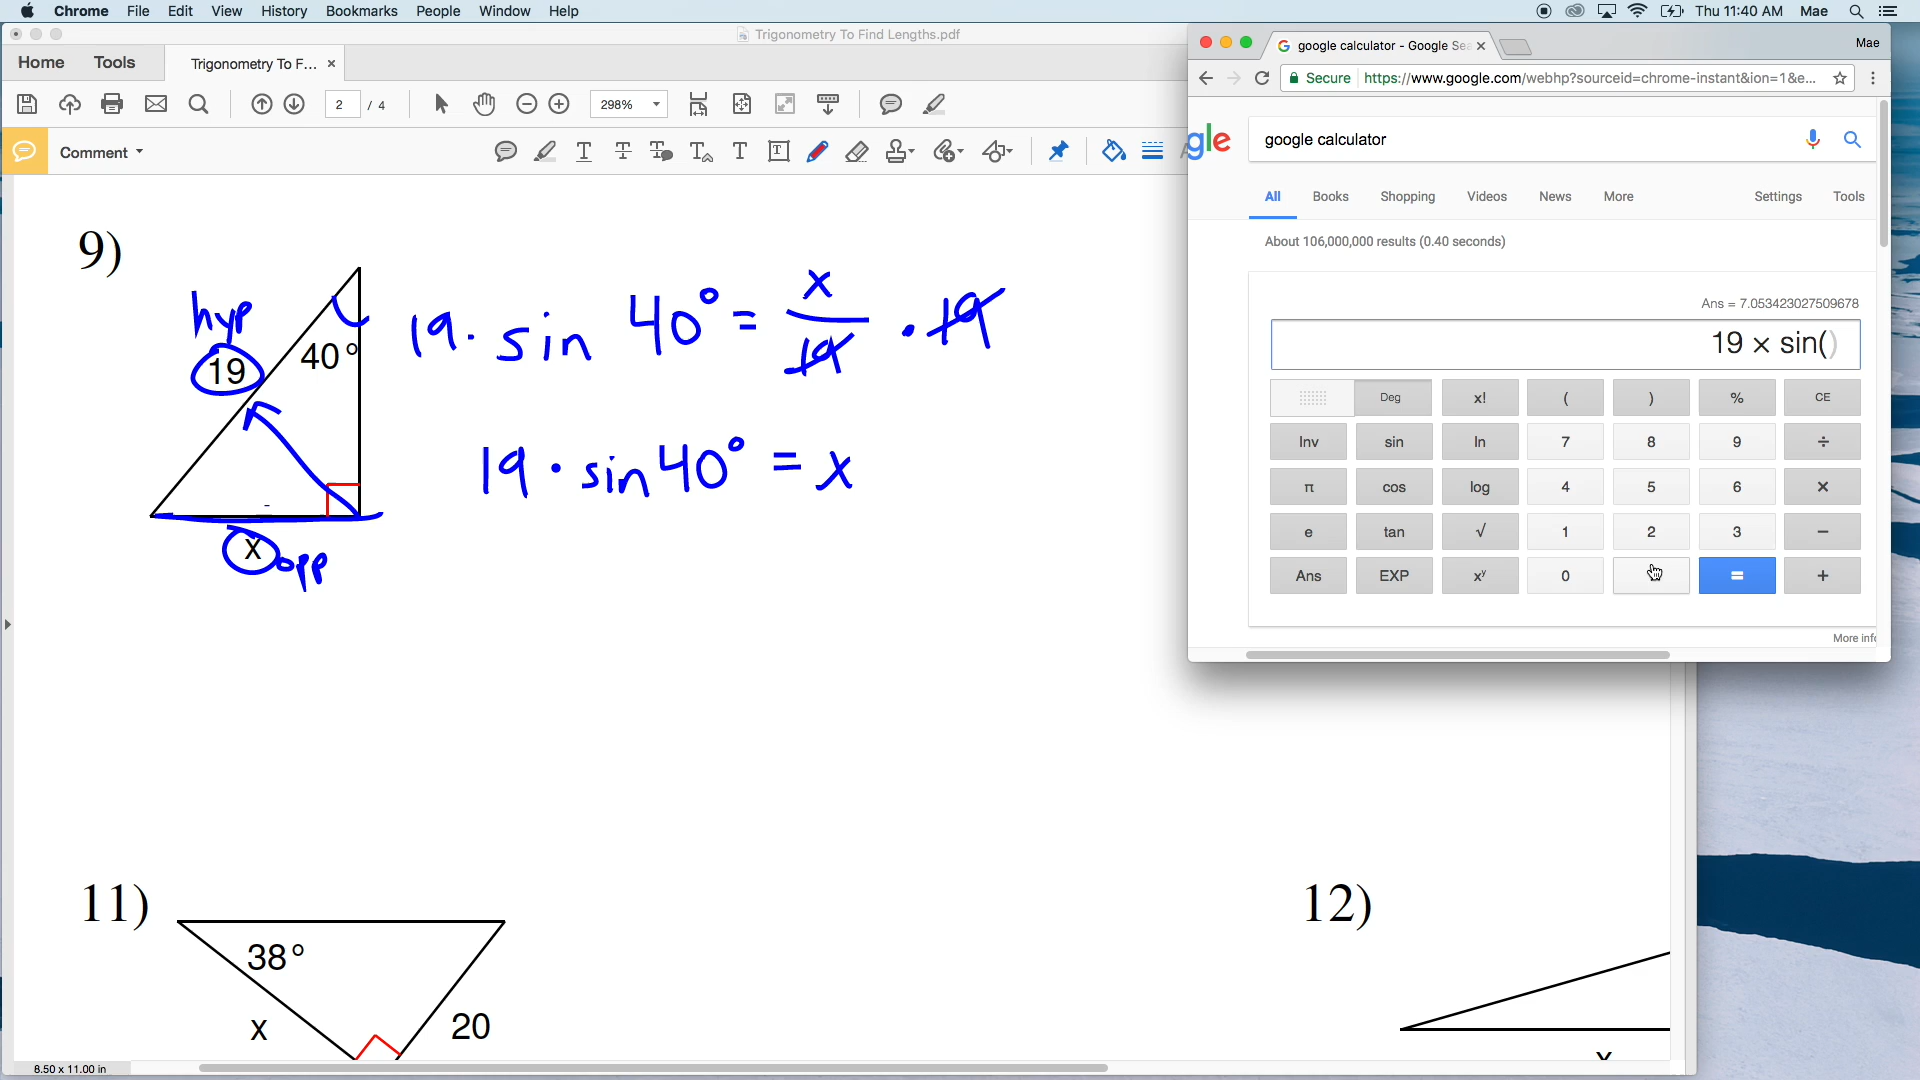 Chrome File Edit View History Bookmarks People Window Help Thu 11:40 AM Mae
Trigonometry To Find Lengths.pdf
Home Tools Trigonometry To F... ×
2 / 4 298%
Comment
9)
hyp
19
40°
x
opp
19 · sin 40° = x/19 · 19
19 · sin 40° = x
11)
38°
x
20
12)
x
8.50 x 11.00 in
google calculator - Google Sea ×
Mae
Secure https://www.google.com/webhp?sourceid=chrome-instant&ion=1&e...
gle google calculator
All Books Shopping Videos News More Settings Tools
About 106,000,000 results (0.40 seconds)
Ans = 7.053423027509678
19 × sin()
Deg x! ( ) % CE
Inv sin ln 7 8 9 ÷
π cos log 4 5 6 ×
e tan √ 1 2 3 −
Ans EXP xʸ 0 = +
More info